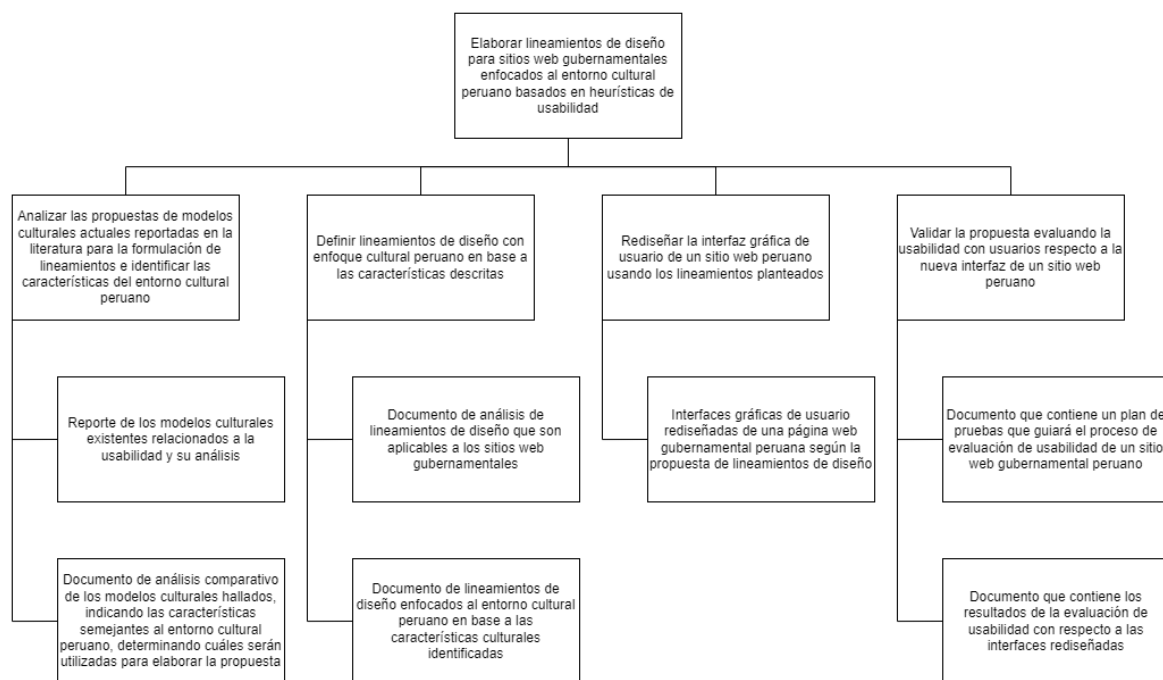 Elaborar lineamientos de diseño
para sitios web gubernamentales
enfocados al entorno cultural
peruano basados en heurísticas de
usabilidad
Analizar las propuestas de modelos
culturales actuales reportadas en la
literatura para la formulación de
lineamientos e identificar las
características del entorno cultural
peruano
Definir lineamientos de diseño con
enfoque cultural peruano en base a
las características descritas
Rediseñar la interfaz gráfica de
usuario de un sitio web peruano
usando los lineamientos planteados
Validar la propuesta evaluando la
usabilidad con usuarios respecto a la
nueva interfaz de un sitio web
peruano
Reporte de los modelos culturales
existentes relacionados a la
usabilidad y su análisis
Documento de análisis de
lineamientos de diseño que son
aplicables a los sitios web
gubernamentales
Interfaces gráficas de usuario
rediseñadas de una página web
gubernamental peruana según la
propuesta de lineamientos de diseño
Documento que contiene un plan de
pruebas que guiará el proceso de
evaluación de usabilidad de un sitio
web gubernamental peruano
Documento de análisis comparativo
de los modelos culturales hallados,
indicando las características
semejantes al entorno cultural
peruano, determinando cuáles serán
utilizadas para elaborar la propuesta
Documento de lineamientos de
diseño enfocados al entorno cultural
peruano en base a las
características culturales
identificadas
Documento que contiene los
resultados de la evaluación de
usabilidad con respecto a las
interfaces rediseñadas